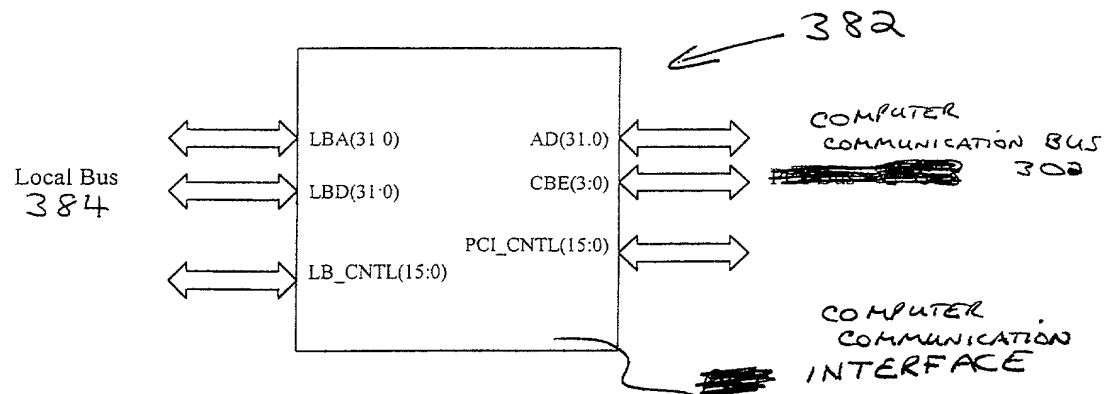 382
LBA(31 0)
AD(31.0)
COMPUTER
COMMUNICATION BUS
302
Local Bus
384
LBD(31:0)
CBE(3:0)
PCI_CNTL(15:0)
LB_CNTL(15:0)
COMPUTER
COMMUNICATION
INTERFACE